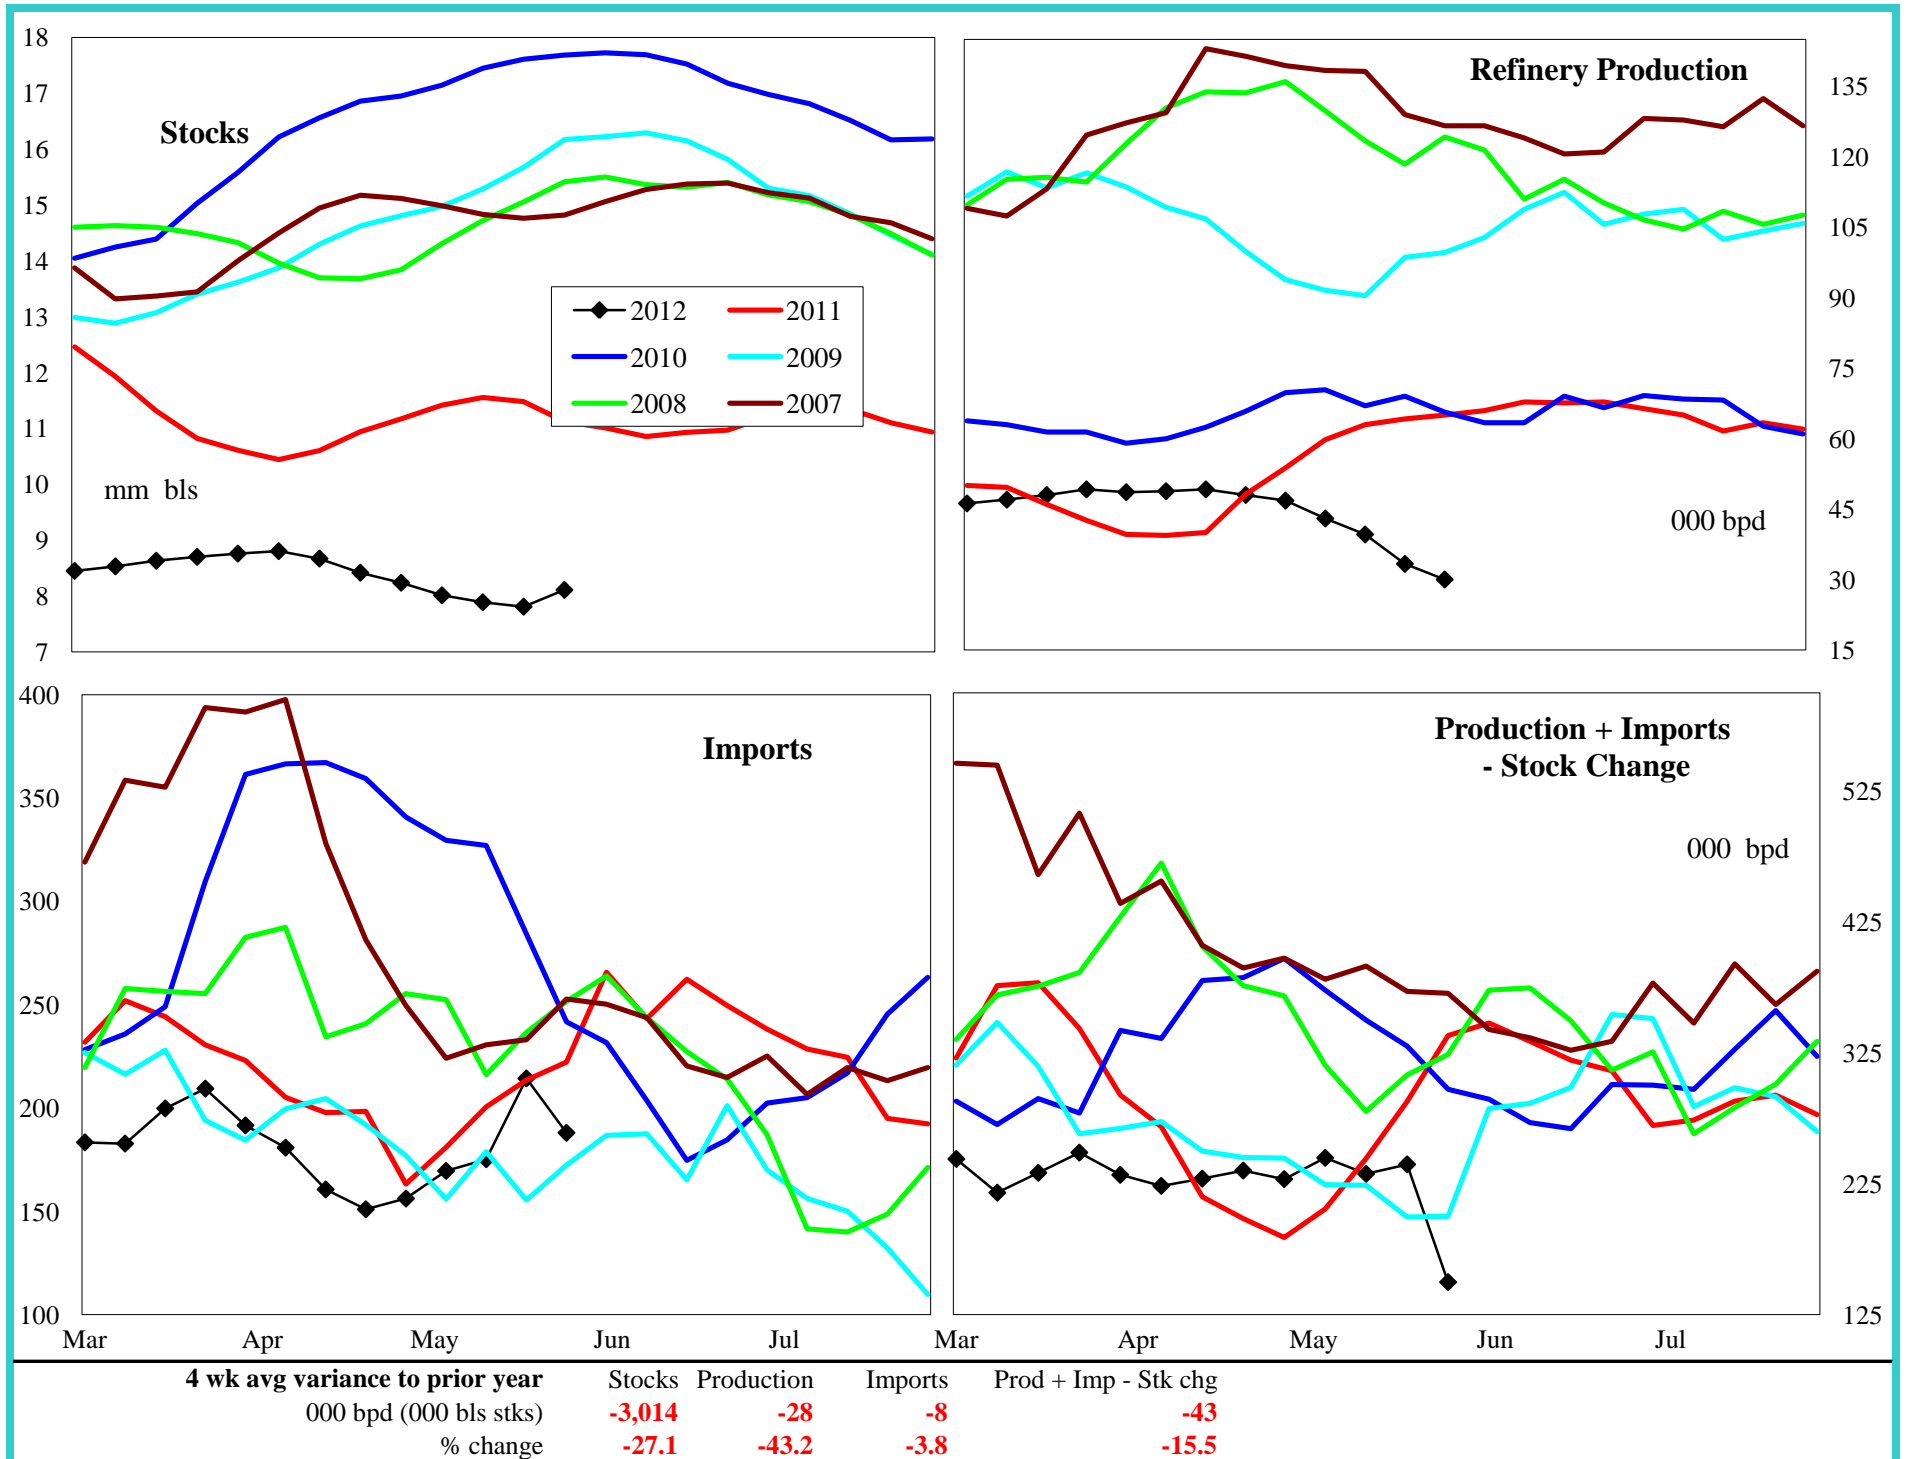 18
17
16
15
14
13
12
11
10
9
8
7
Stocks
mm bls
2012 2011
2010 2009
2008 2007
Refinery Production
135
120
105
90
75
60
45
30
15
000 bpd
400
350
300
250
200
150
100
Imports
Mar Apr May Jun Jul
Production + Imports
- Stock Change
000 bpd
525
425
325
225
125
Mar Apr May Jun Jul
4 wk avg variance to prior year Stocks Production Imports Prod + Imp - Stk chg
000 bpd (000 bls stks) -3,014 -28 -8 -43
% change -27.1 -43.2 -3.8 -15.5